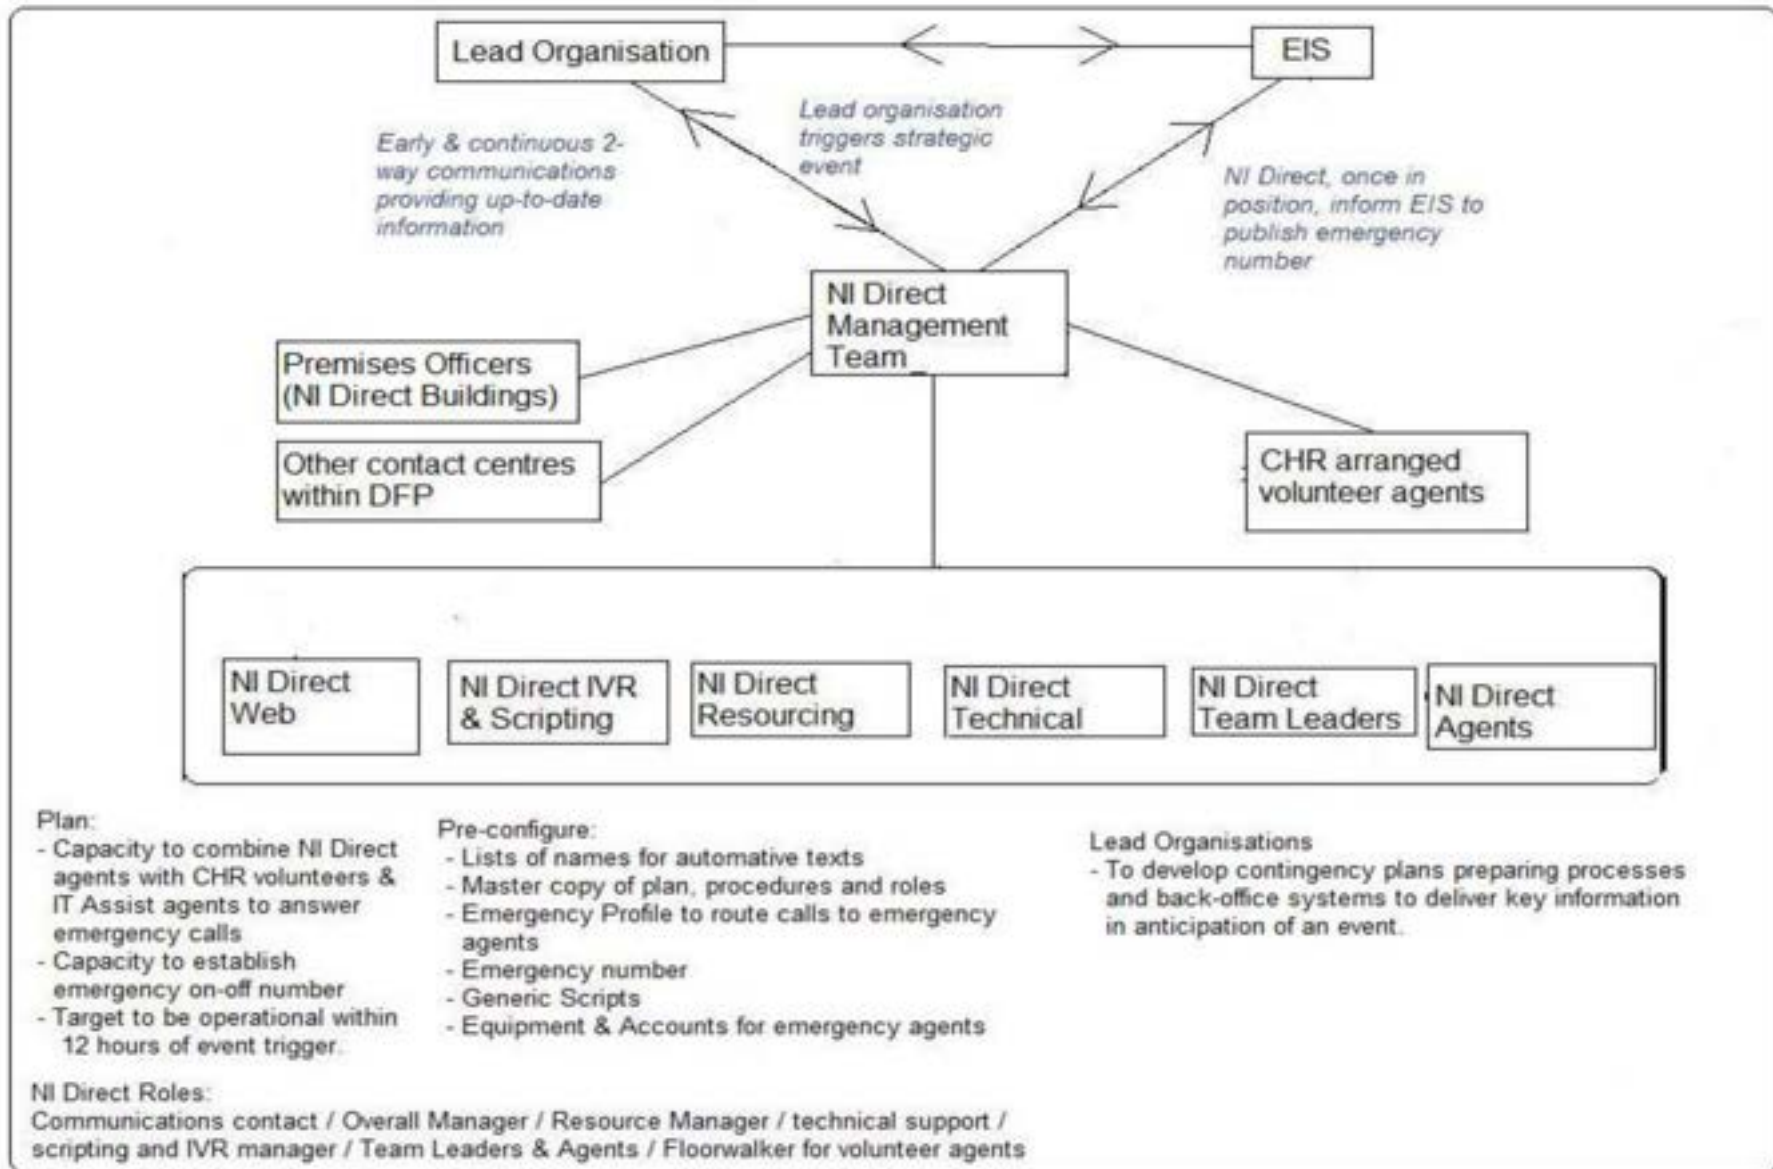 Lead Organisation
EIS
Early & continuous 2-
way communications
providing up-to-date
information
Lead organisation
triggers strategic
event
NI Direct, once in
position, inform EIS to
publish emergency
number
NI Direct
Management
Team
Premises Officers
(NI Direct Buildings)
Other contact centres
within DFP
CHR arranged
volunteer agents
NI Direct
Web
NI Direct IVR
& Scripting
NI Direct
Resourcing
NI Direct
Technical
NI Direct
Team Leaders
NI Direct
Agents
Plan:
- Capacity to combine NI Direct
agents with CHR volunteers &
IT Assist agents to answer
emergency calls
- Capacity to establish
emergency on-off number
- Target to be operational within
12 hours of event trigger.
Pre-configure:
- Lists of names for automative texts
- Master copy of plan, procedures and roles
- Emergency Profile to route calls to emergency
agents
- Emergency number
- Generic Scripts
- Equipment & Accounts for emergency agents
Lead Organisations
- To develop contingency plans preparing processes
and back-office systems to deliver key information
in anticipation of an event.
NI Direct Roles:
Communications contact / Overall Manager / Resource Manager / technical support /
scripting and IVR manager / Team Leaders & Agents / Floorwalker for volunteer agents